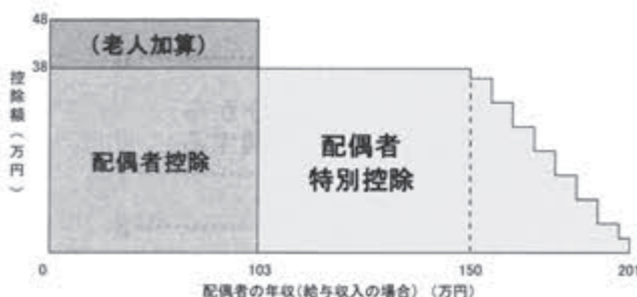 48
(老人加算)
38
控除額(万円)
配偶者控除
配偶者
特別控除
0
103
150
201
配偶者の年収(給与収入の場合) (万円)